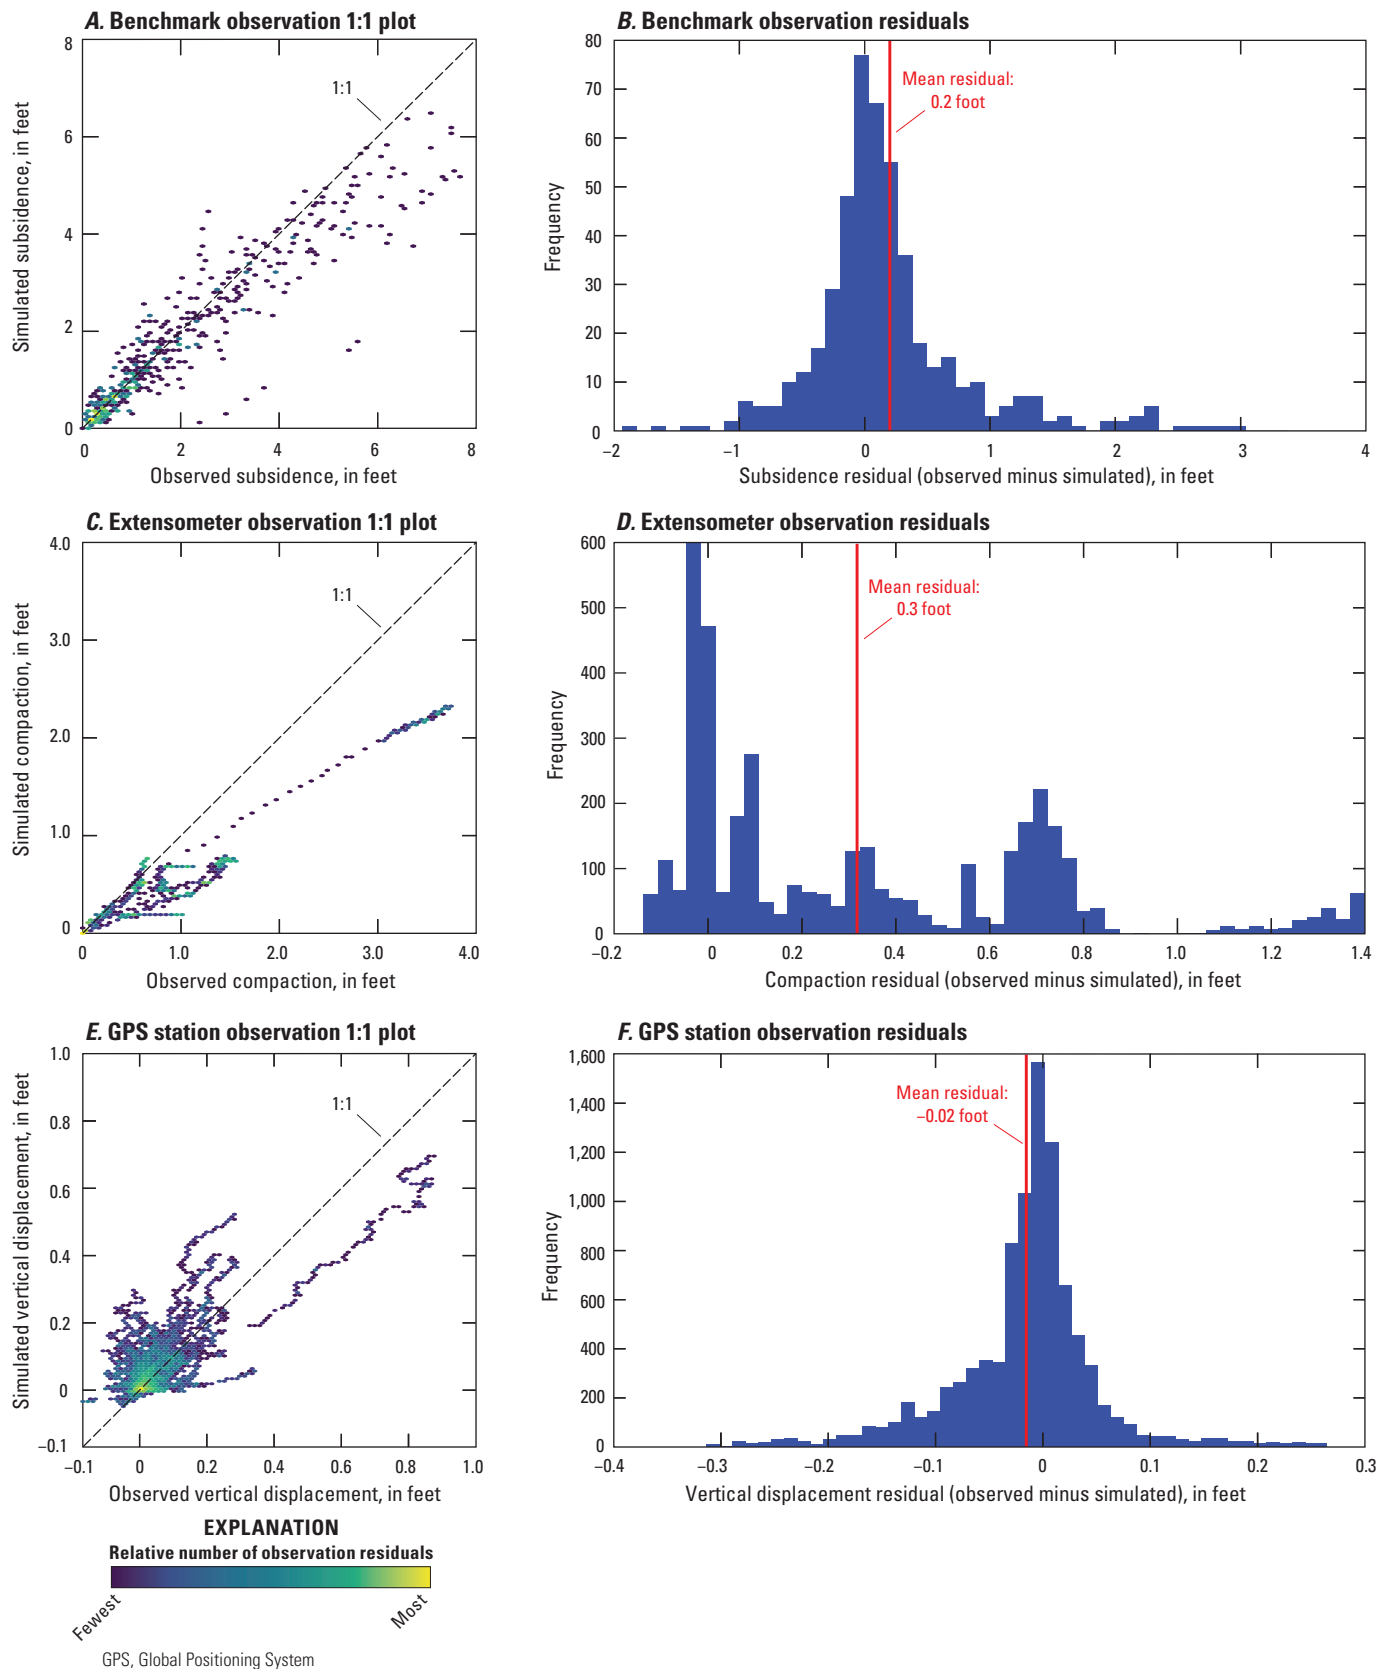 A. Benchmark observation 1:1 plot
8
6
4
2
0
0 2 4 6 8
1:1
Simulated subsidence, in feet
Observed subsidence, in feet
B. Benchmark observation residuals
80
70
60
50
40
30
20
10
0
−2 −1 0 1 2 3 4
Mean residual:
0.2 foot
Frequency
Subsidence residual (observed minus simulated), in feet
C. Extensometer observation 1:1 plot
4.0
3.0
2.0
1.0
0
0 1.0 2.0 3.0 4.0
1:1
Simulated compaction, in feet
Observed compaction, in feet
D. Extensometer observation residuals
600
500
400
300
200
100
0
−0.2 0 0.2 0.4 0.6 0.8 1.0 1.2 1.4
Mean residual:
0.3 foot
Frequency
Compaction residual (observed minus simulated), in feet
E. GPS station observation 1:1 plot
1.0
0.8
0.6
0.4
0.2
0
−0.1
−0.1 0 0.2 0.4 0.6 0.8 1.0
1:1
Simulated vertical displacement, in feet
Observed vertical displacement, in feet
F. GPS station observation residuals
1,600
1,400
1,200
1,000
800
600
400
200
0
−0.4 −0.3 −0.2 −0.1 0 0.1 0.2 0.3
Mean residual:
−0.02 foot
Frequency
Vertical displacement residual (observed minus simulated), in feet
EXPLANATION
Relative number of observation residuals
Fewest Most
GPS, Global Positioning System